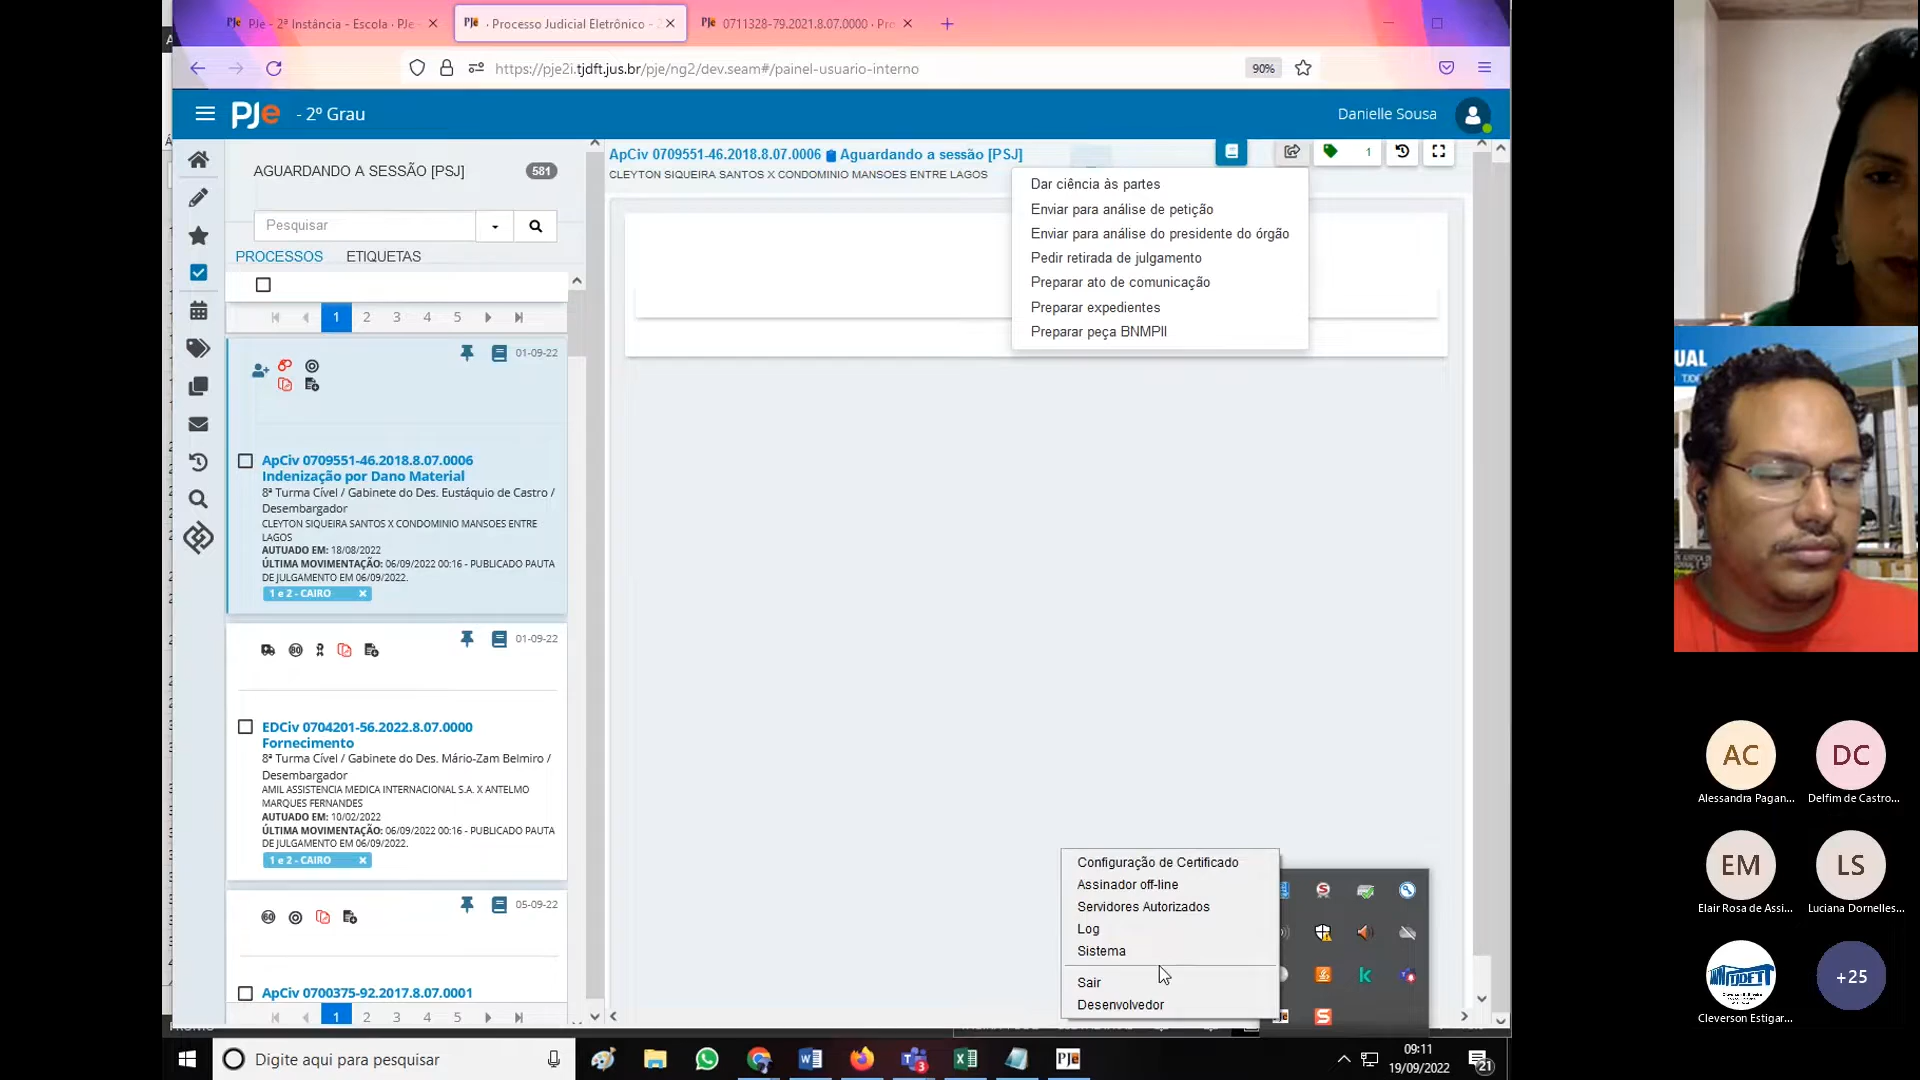 PJe - 2ª Instância - Escola · PJe
· Processo Judicial Eletrônico -
0711328-79.2021.8.07.0000 · Pro
https://pje2i.tjdft.jus.br/pje/ng2/dev.seam#/painel-usuario-interno
90%
PJe - 2º Grau
Danielle Sousa
AGUARDANDO A SESSÃO [PSJ]
581
Pesquisar
PROCESSOS ETIQUETAS
1 2 3 4 5
01-09-22
ApCiv 0709551-46.2018.8.07.0006
Indenização por Dano Material
8ª Turma Cível / Gabinete do Des. Eustáquio de Castro /
Desembargador
CLEYTON SIQUEIRA SANTOS X CONDOMINIO MANSOES ENTRE
LAGOS
AUTUADO EM: 18/08/2022
ÚLTIMA MOVIMENTAÇÃO: 06/09/2022 00:16 - PUBLICADO PAUTA
DE JULGAMENTO EM 06/09/2022.
1 e 2 - CAIRO
01-09-22
80
EDCiv 0704201-56.2022.8.07.0000
Fornecimento
8ª Turma Cível / Gabinete do Des. Mário-Zam Belmiro /
Desembargador
AMIL ASSISTENCIA MEDICA INTERNACIONAL S.A. X ANTELMO
MARQUES FERNANDES
AUTUADO EM: 10/02/2022
ÚLTIMA MOVIMENTAÇÃO: 06/09/2022 00:16 - PUBLICADO PAUTA
DE JULGAMENTO EM 06/09/2022.
1 e 2 - CAIRO
05-09-22
60
ApCiv 0700375-92.2017.8.07.0001
1 2 3 4 5
ApCiv 0709551-46.2018.8.07.0006 Aguardando a sessão [PSJ]
CLEYTON SIQUEIRA SANTOS X CONDOMINIO MANSOES ENTRE LAGOS
1
Dar ciência às partes
Enviar para análise de petição
Enviar para análise do presidente do órgão
Pedir retirada de julgamento
Preparar ato de comunicação
Preparar expedientes
Preparar peça BNMPII
Configuração de Certificado
Assinador off-line
Servidores Autorizados
Log
Sistema
Sair
Desenvolvedor
Digite aqui para pesquisar
3
PJe
09:11
19/09/2022
21
UAL
AC
Alessandra Pagan...
DC
Delfim de Castro...
EM
Elair Rosa de Assi...
LS
Luciana Dornelles...
TJDFT
Cleverson Estigar...
+25